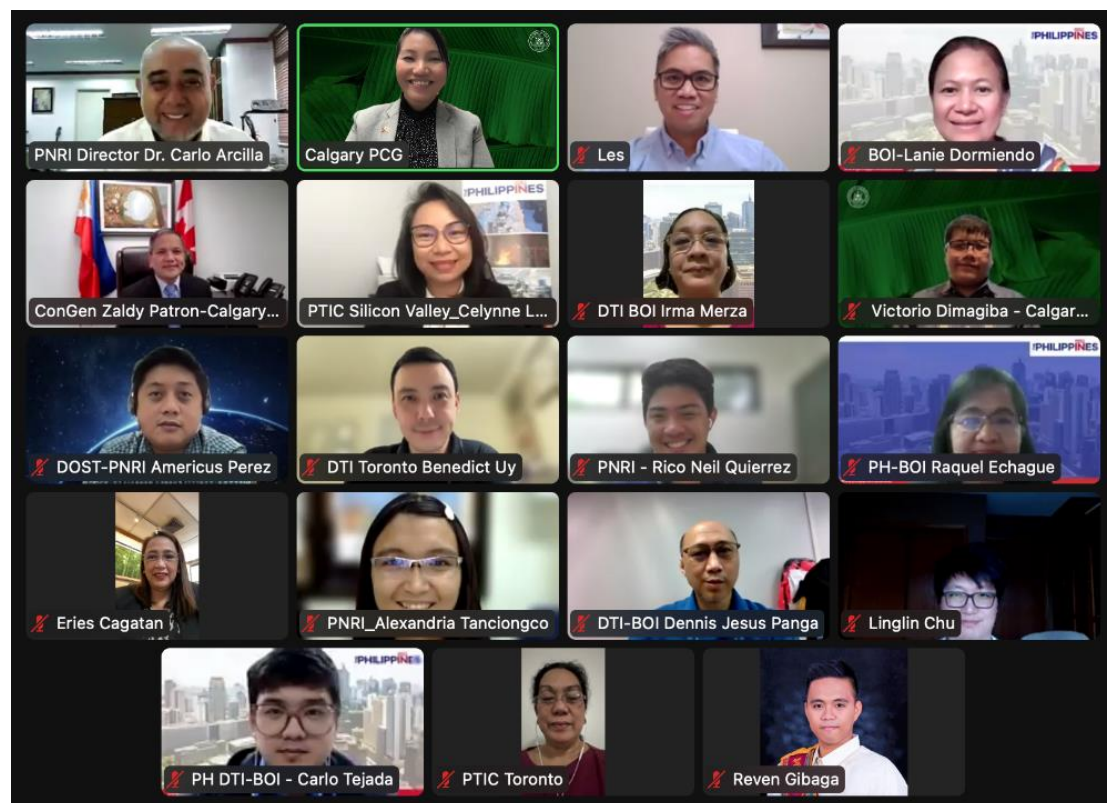 PNRI Director Dr. Carlo Arcilla
Calgary PCG
Les
PHILIPPINES
BOI-Lanie Dormiendo
ConGen Zaldy Patron-Calgary...
PHILIPPINES
PTIC Silicon Valley_Celynne L...
DTI BOI Irma Merza
Victorio Dimagiba - Calgar...
DOST-PNRI Americus Perez
DTI Toronto Benedict Uy
PNRI - Rico Neil Quierrez
PHILIPPINES
PH-BOI Raquel Echague
Eries Cagatan
PNRI_Alexandria Tanciongco
DTI-BOI Dennis Jesus Panga
Linglin Chu
PHILIPPINES
PH DTI-BOI - Carlo Tejada
PTIC Toronto
Reven Gibaga